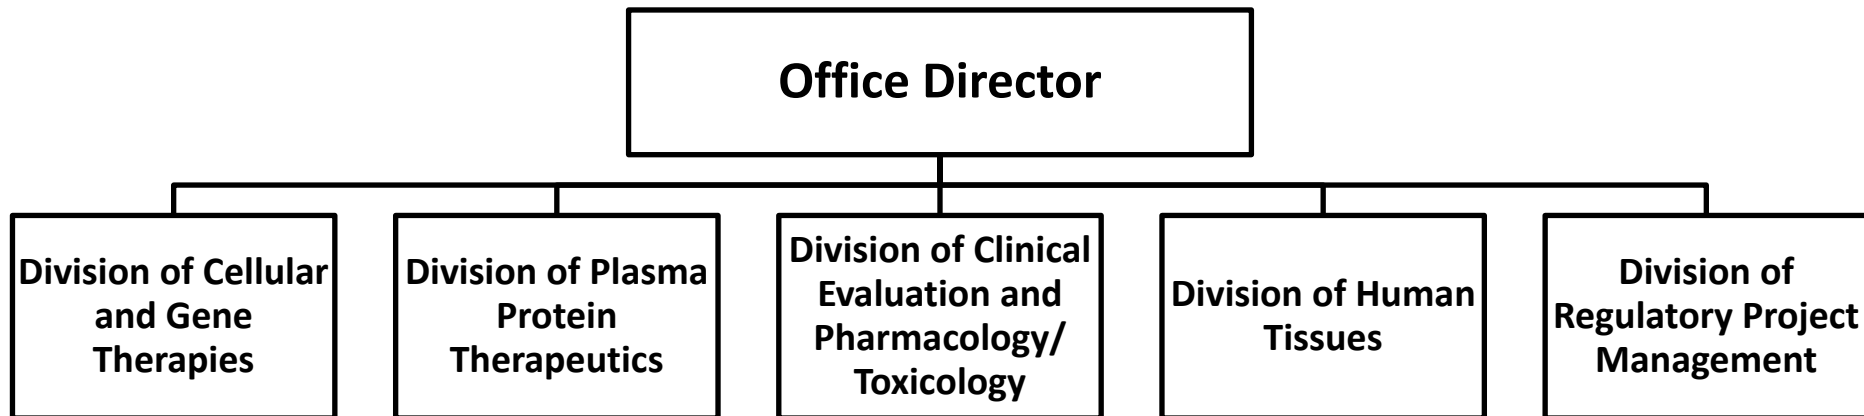 Office Director
Division of Cellular
and Gene
Therapies
Division of Plasma
Protein
Therapeutics
Division of Clinical
Evaluation and
Pharmacology/
Toxicology
Division of Human
Tissues
Division of
Regulatory Project
Management